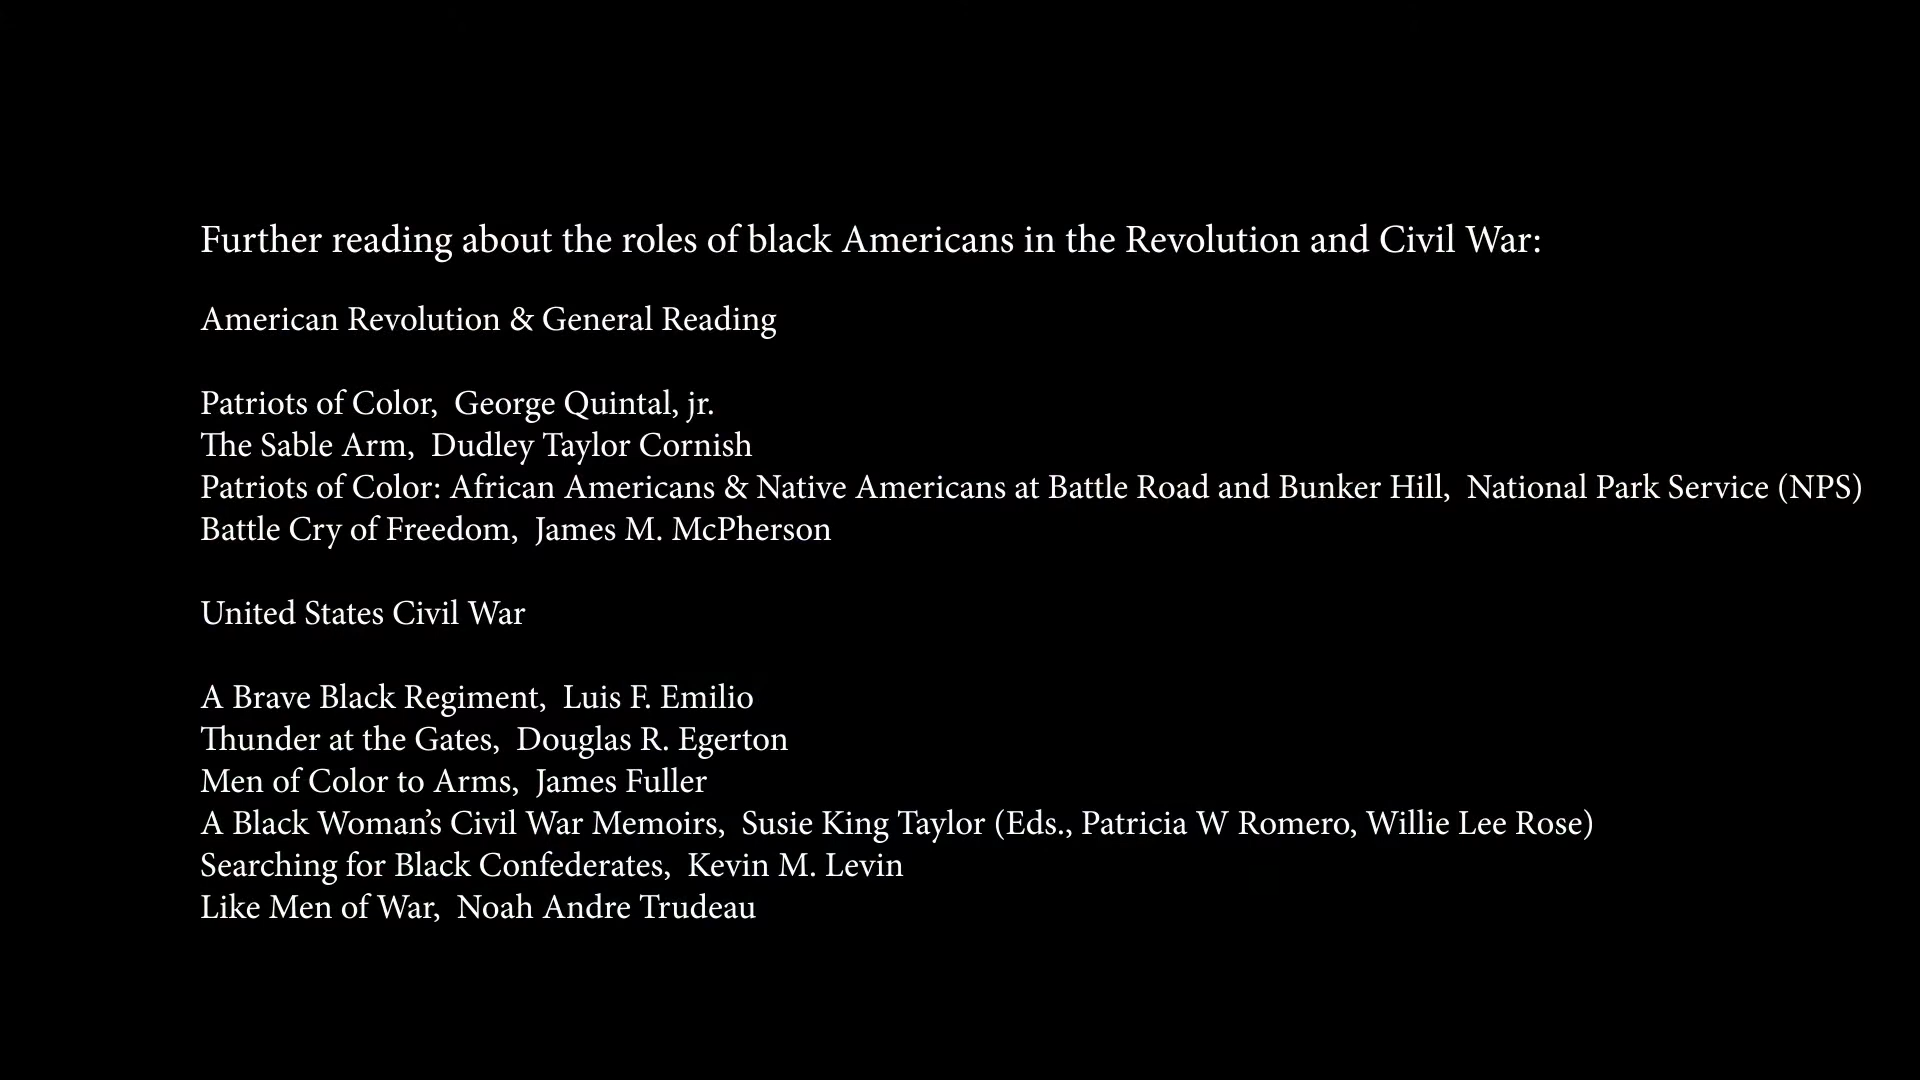 Further reading about the roles of black Americans in the Revolution and Civil War:
American Revolution & General Reading
Patriots of Color,  George Quintal, jr.
The Sable Arm,  Dudley Taylor Cornish
Patriots of Color: African Americans & Native Americans at Battle Road and Bunker Hill,  National Park Service (NPS)
Battle Cry of Freedom,  James M. McPherson
United States Civil War
A Brave Black Regiment,  Luis F. Emilio
Thunder at the Gates,  Douglas R. Egerton
Men of Color to Arms,  James Fuller
A Black Woman’s Civil War Memoirs,  Susie King Taylor (Eds., Patricia W Romero, Willie Lee Rose)
Searching for Black Confederates,  Kevin M. Levin
Like Men of War,  Noah Andre Trudeau